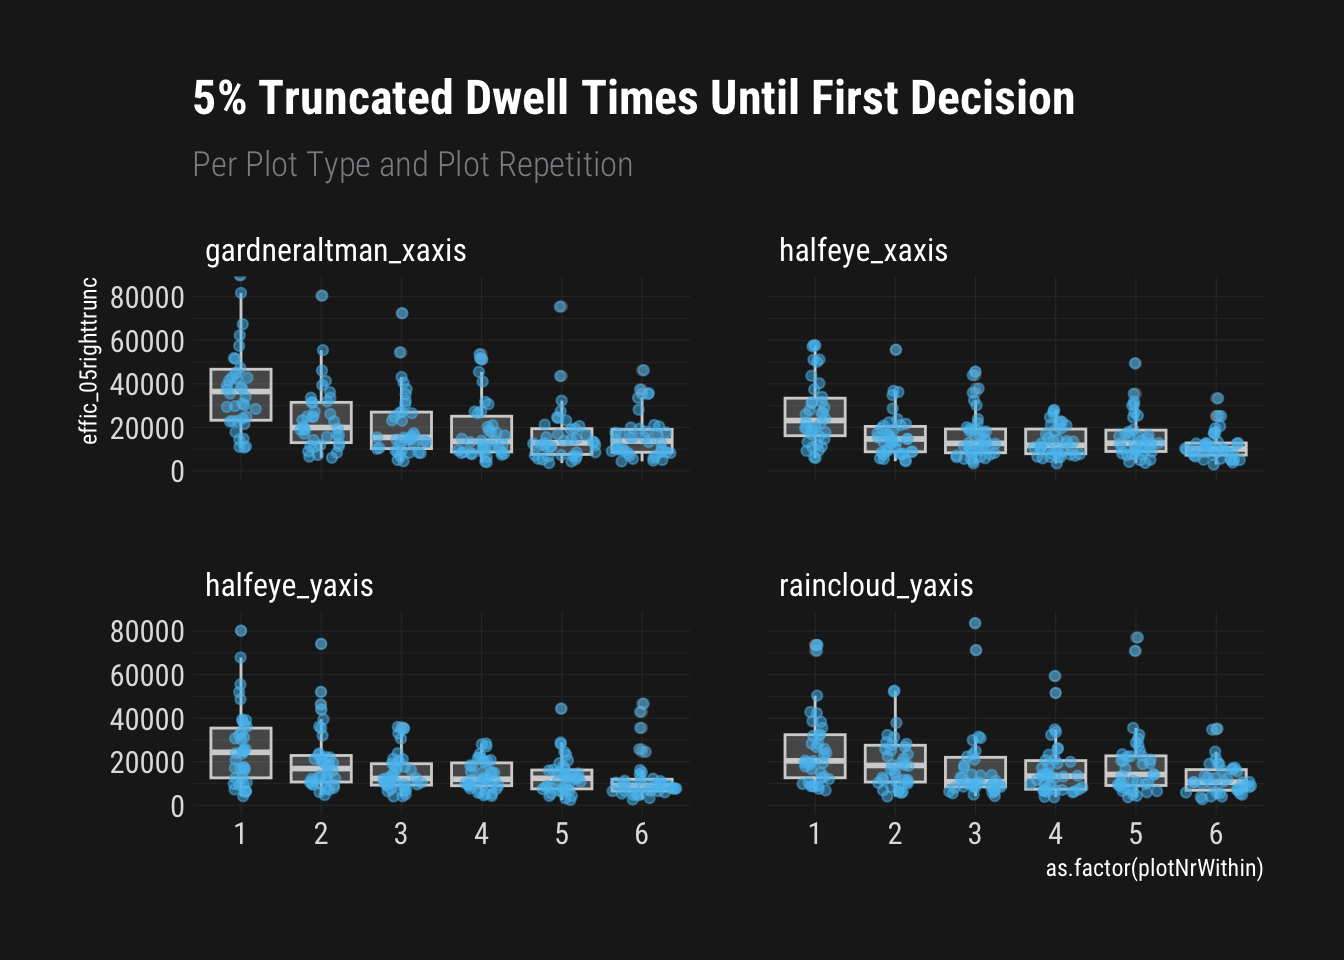 5% Truncated Dwell Times Until First Decision
Per Plot Type and Plot Repetition
gardneraltman_xaxis
halfeye_xaxis
effic_05righttrunc
80000
60000
40000
20000
0
halfeye_yaxis
raincloud_yaxis
80000
60000
40000
20000
0
1 2 3 4 5 6
1 2 3 4 5 6
as.factor(plotNrWithin)